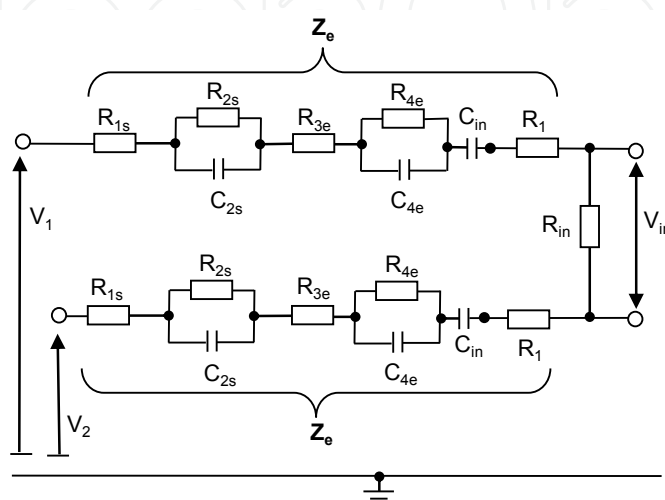 Zₑ
R₁ₛ
R₂ₛ
C₂ₛ
R₃ₑ
R₄ₑ
C₄ₑ
Cᵢₙ
R₁
V₁
Rᵢₙ
Vᵢₙ
R₁ₛ
R₂ₛ
C₂ₛ
R₃ₑ
R₄ₑ
C₄ₑ
Cᵢₙ
R₁
V₂
Zₑ